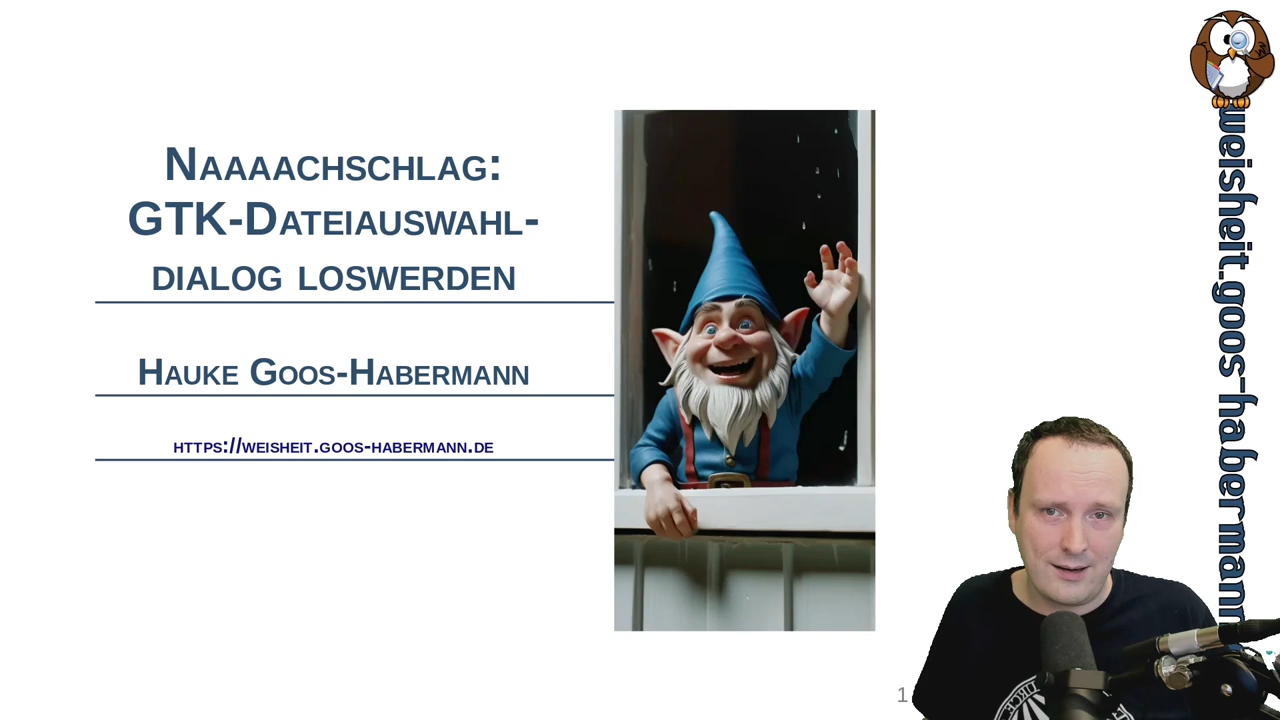 Naaaachschlag:
GTK-Dateiauswahl-
dialog loswerden
Hauke Goos-Habermann
https://weisheit.goos-habermann.de
weisheit.goos-habermann
1